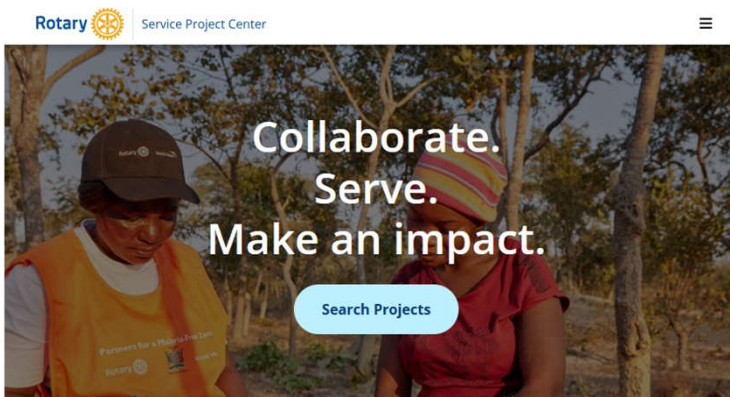 Rotary
Service Project Center
Collaborate.
Serve.
Make an impact.
Search Projects
Rotary
Partners for a Malaria-Free Zambia
Rotary